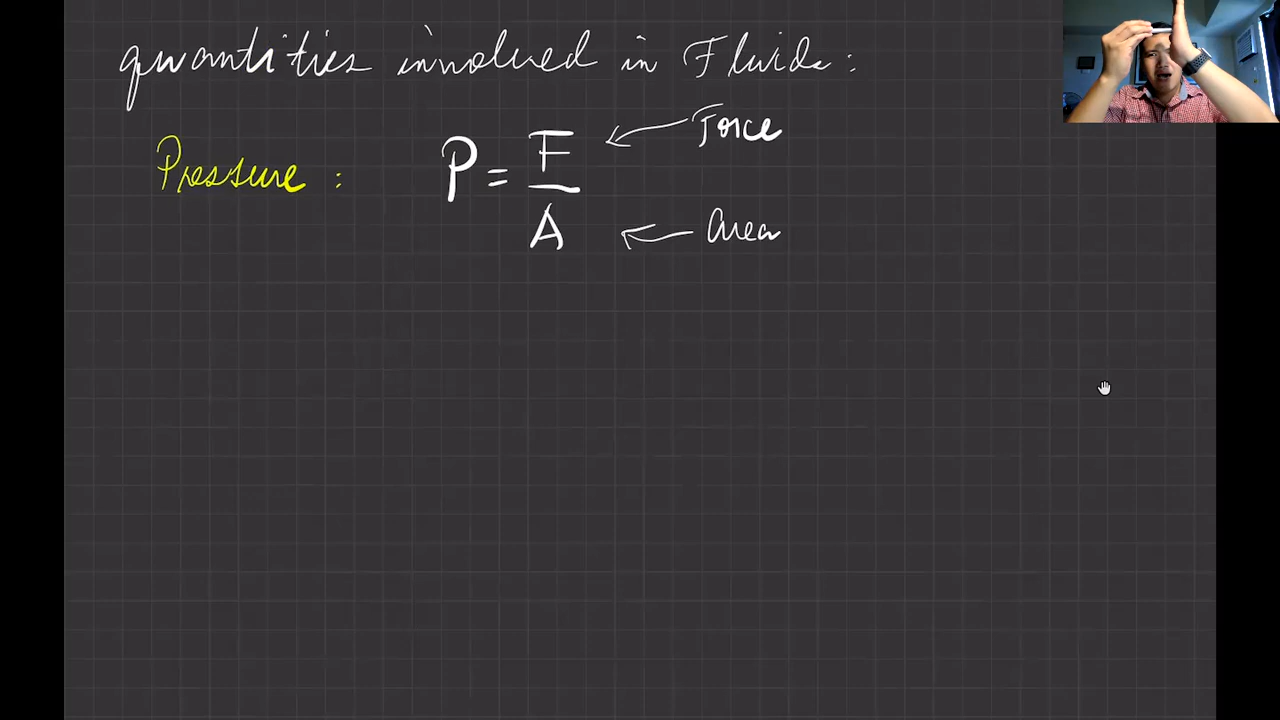 quantities involved in Fluids:
Pressure : P = F/A ← Force
← area